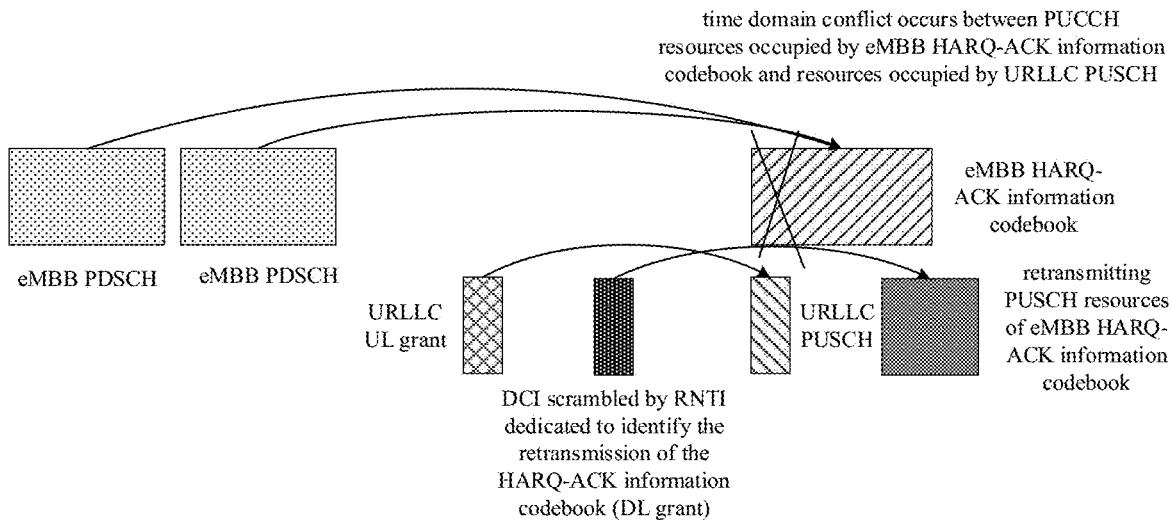 time domain conflict occurs between PUCCH
resources occupied by eMBB HARQ-ACK information
codebook and resources occupied by URLLC PUSCH
eMBB HARQ-
ACK information
codebook
eMBB PDSCH
eMBB PDSCH
URLLC
UL grant
URLLC
PUSCH
retransmitting
PUSCH resources
of eMBB HARQ-
ACK information
codebook
DCI scrambled by RNTI
dedicated to identify the
retransmission of the
HARQ-ACK information
codebook (DL grant)